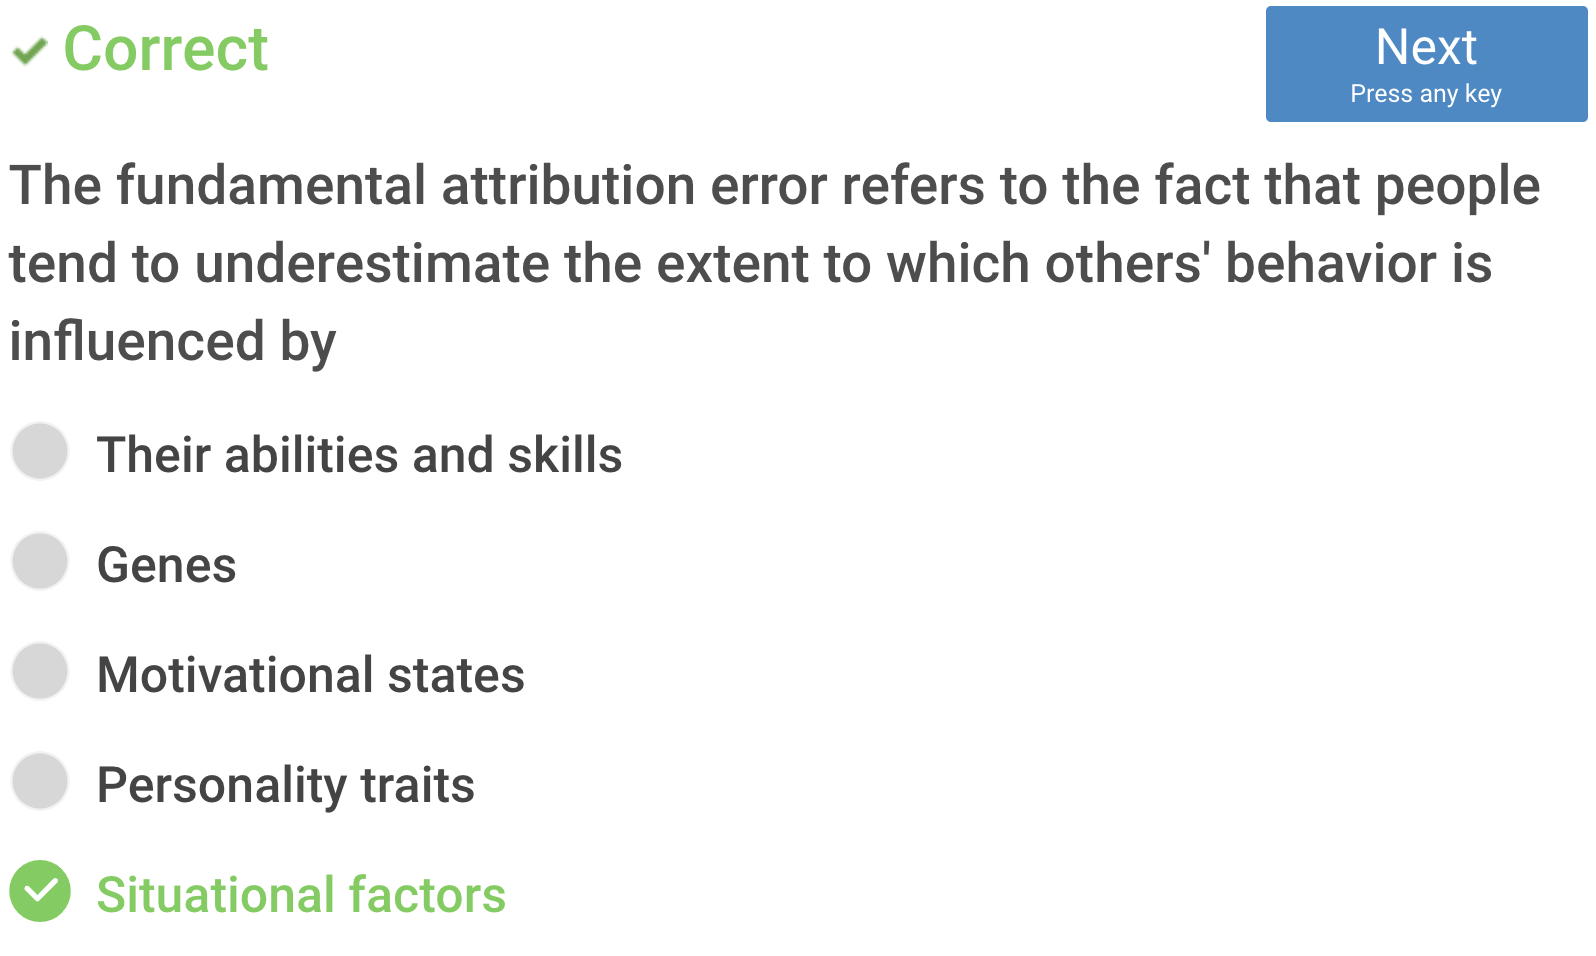 Correct
Next
Press any key
The fundamental attribution error refers to the fact that people
tend to underestimate the extent to which others' behavior is
influenced by
Their abilities and skills
Genes
Motivational states
Personality traits
Situational factors